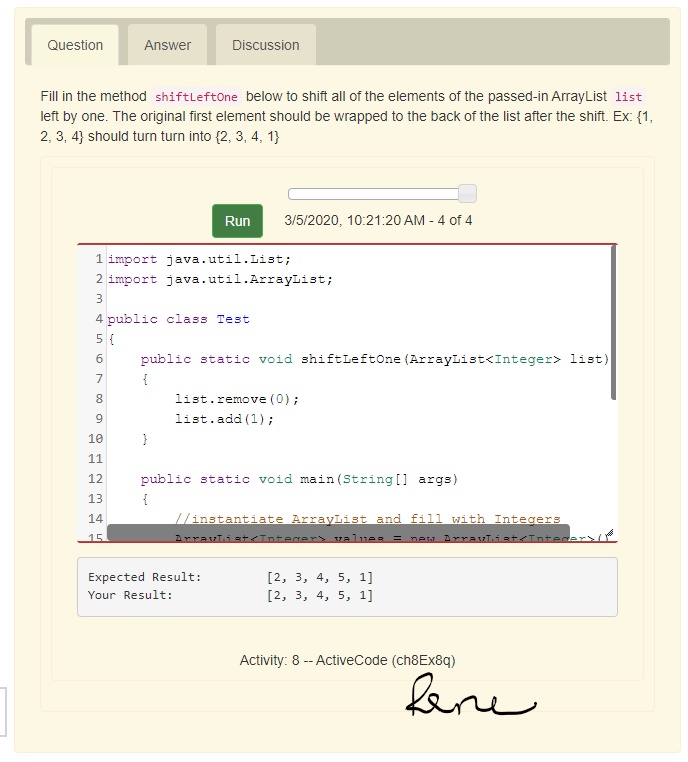 Question Answer Discussion
Fill in the method shiftLeftOne below to shift all of the elements of the passed-in ArrayList list
left by one. The original first element should be wrapped to the back of the list after the shift. Ex: {1,
2, 3, 4} should turn turn into {2, 3, 4, 1}
Run 3/5/2020, 10:21:20 AM - 4 of 4
1 import java.util.List;
2 import java.util.ArrayList;
3
4 public class Test
5 {
6 public static void shiftLeftOne(ArrayList<Integer> list)
7 {
8 list.remove(0);
9 list.add(1);
10 }
11
12 public static void main(String[] args)
13 {
14 //instantiate ArrayList and fill with Integers
15 ArrayList<Integer> values = new ArrayList<Integer>()
Expected Result: [2, 3, 4, 5, 1]
Your Result: [2, 3, 4, 5, 1]
Activity: 8 -- ActiveCode (ch8Ex8q)
Rene